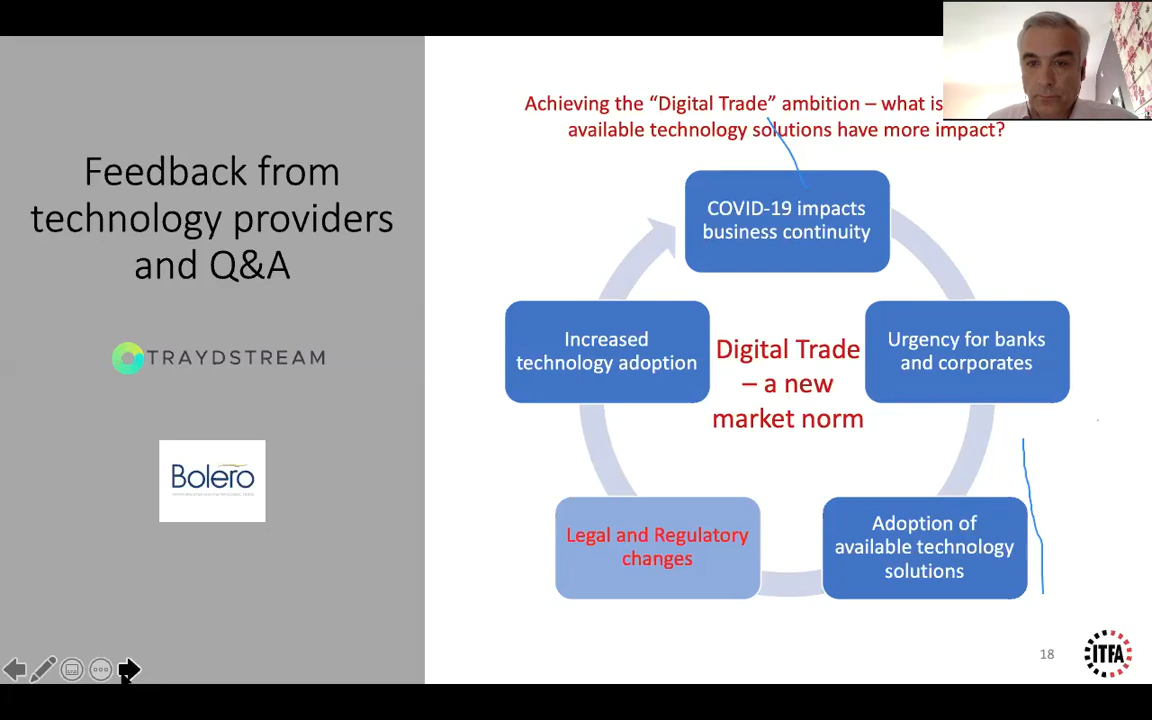 Feedback from
technology providers
and Q&A
TRAYDSTREAM
Bolero
Achieving the “Digital Trade” ambition – what is
available technology solutions have more impact?
COVID-19 impacts
business continuity
Urgency for banks
and corporates
Adoption of
available technology
solutions
Legal and Regulatory
changes
Increased
technology adoption
Digital Trade
– a new
market norm
18
ITFA